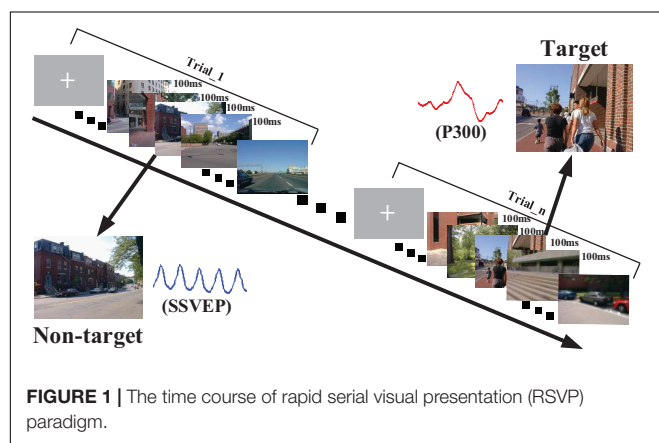 Target
Trial_1
100ms
100ms
100ms
100ms
(P300)
Trial_n
100ms
100ms
100ms
100ms
(SSVEP)
Non-target
FIGURE 1 | The time course of rapid serial visual presentation (RSVP)
paradigm.